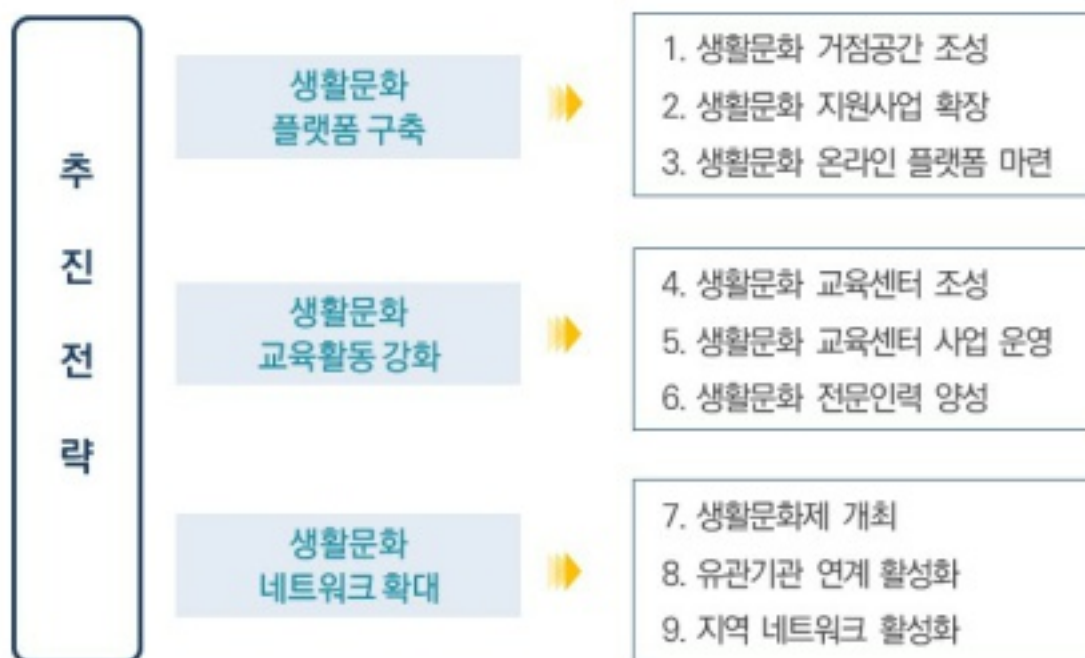 추
진
전
략
생활문화
플랫폼 구축
1. 생활문화 거점공간 조성
2. 생활문화 지원사업 확장
3. 생활문화 온라인 플랫폼 마련
생활문화
교육활동 강화
4. 생활문화 교육센터 조성
5. 생활문화 교육센터 사업 운영
6. 생활문화 전문인력 양성
생활문화
네트워크 확대
7. 생활문화제 개최
8. 유관기관 연계 활성화
9. 지역 네트워크 활성화